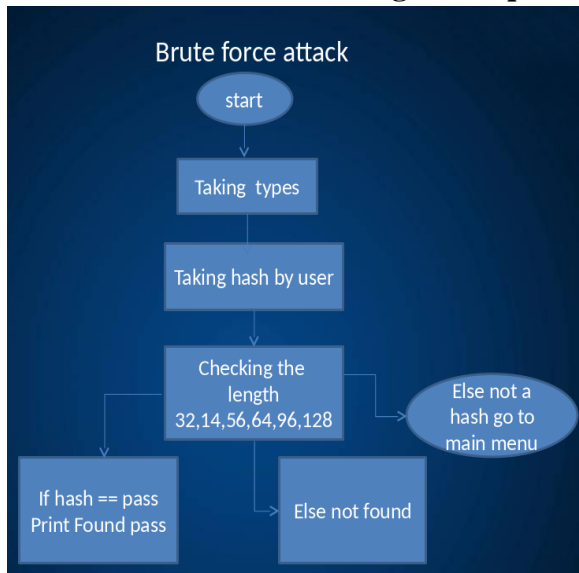 Brute force attack
start
Taking types
Taking hash by user
Checking the
length
32,14,56,64,96,128
Else not a
hash go to
main menu
If hash == pass
Print Found pass
Else not found